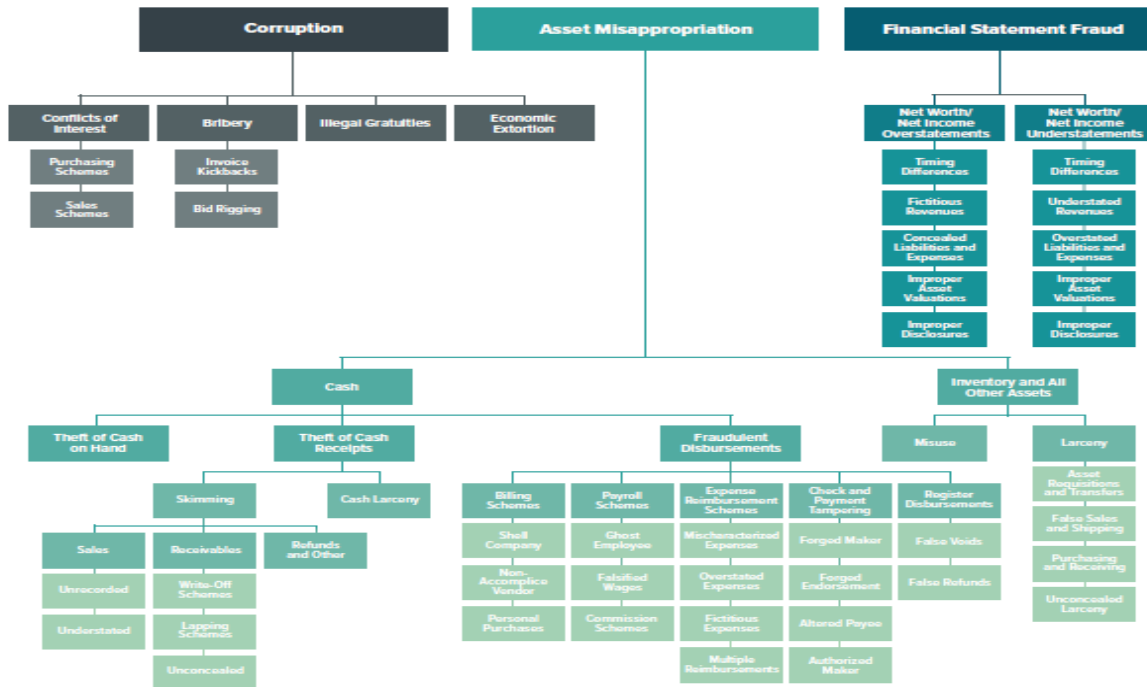 Corruption
Asset Misappropriation
Financial Statement Fraud
Conflicts of
Interest
Bribery
Illegal Gratuities
Economic
Extortion
Net Worth/
Net Income
Overstatements
Net Worth/
Net Income
Understatements
Purchasing
Schemes
Invoice
Kickbacks
Timing
Differences
Timing
Differences
Sales
Schemes
Bid Rigging
Fictitious
Revenues
Understated
Revenues
Concealed
Liabilities and
Expenses
Overstated
Liabilities and
Expenses
Improper
Asset
Valuations
Improper
Asset
Valuations
Improper
Disclosures
Improper
Disclosures
Cash
Inventory and All
Other Assets
Theft of Cash
on Hand
Theft of Cash
Receipts
Fraudulent
Disbursements
Misuse
Larceny
Skimming
Cash Larceny
Billing
Schemes
Payroll
Schemes
Expense
Reimbursement
Schemes
Check and
Payment
Tampering
Register
Disbursements
Asset
Requisitions
and Transfers
Sales
Receivables
Refunds
and Other
Shell
Company
Ghost
Employee
Mischaracterized
Expenses
Forged Maker
False Voids
False Sales
and Shipping
Unrecorded
Write-Off
Schemes
Non-
Accomplice
Vendor
Falsified
Wages
Overstated
Expenses
Forged
Endorsement
False Refunds
Purchasing
and Receiving
Understated
Lapping
Schemes
Personal
Purchases
Commission
Schemes
Fictitious
Expenses
Altered Payee
Unconcealed
Larceny
Unconcealed
Multiple
Reimbursements
Authorized
Maker